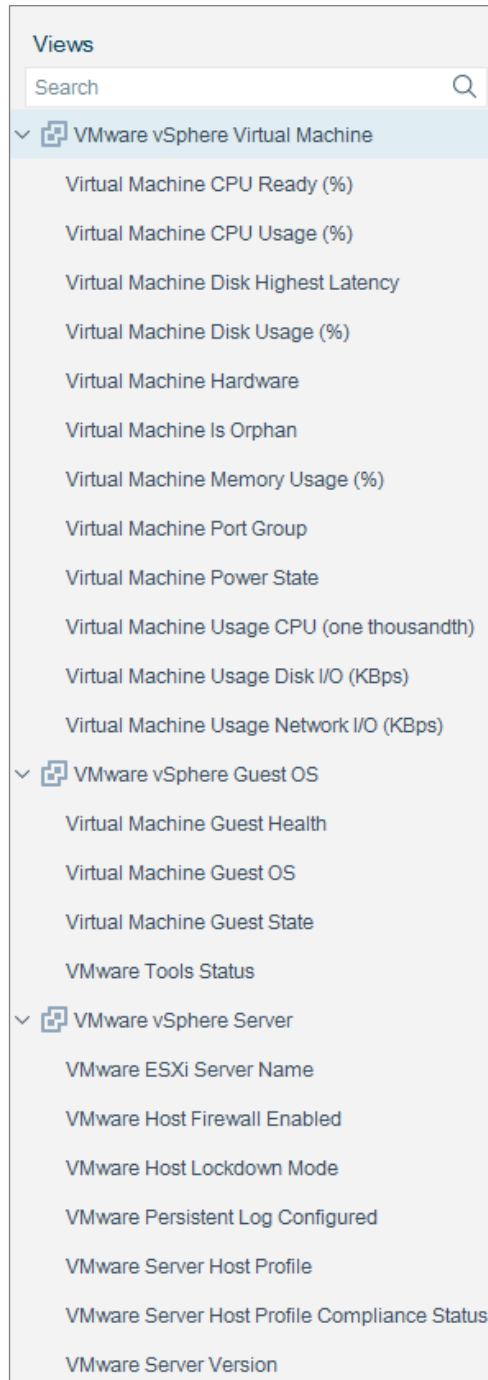 Views
Search
VMware vSphere Virtual Machine
Virtual Machine CPU Ready (%)
Virtual Machine CPU Usage (%)
Virtual Machine Disk Highest Latency
Virtual Machine Disk Usage (%)
Virtual Machine Hardware
Virtual Machine Is Orphan
Virtual Machine Memory Usage (%)
Virtual Machine Port Group
Virtual Machine Power State
Virtual Machine Usage CPU (one thousandth)
Virtual Machine Usage Disk I/O (KBps)
Virtual Machine Usage Network I/O (KBps)
VMware vSphere Guest OS
Virtual Machine Guest Health
Virtual Machine Guest OS
Virtual Machine Guest State
VMware Tools Status
VMware vSphere Server
VMware ESXi Server Name
VMware Host Firewall Enabled
VMware Host Lockdown Mode
VMware Persistent Log Configured
VMware Server Host Profile
VMware Server Host Profile Compliance Status
VMware Server Version